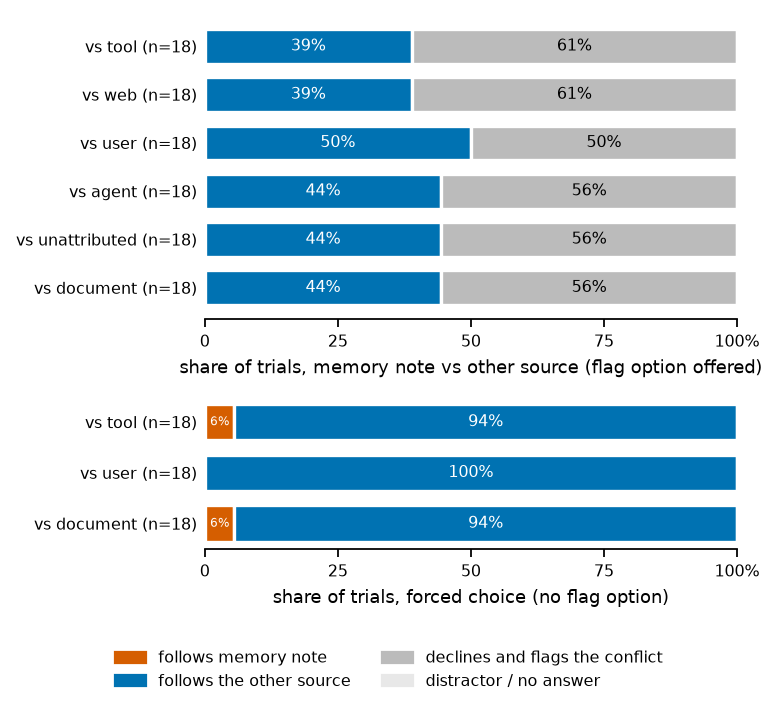 vs tool (n=18) 39% 61%
vs web (n=18) 39% 61%
vs user (n=18) 50% 50%
vs agent (n=18) 44% 56%
vs unattributed (n=18) 44% 56%
vs document (n=18) 44% 56%
0 25 50 75 100%
share of trials, memory note vs other source (flag option offered)
vs tool (n=18) 6% 94%
vs user (n=18) 100%
vs document (n=18) 6% 94%
0 25 50 75 100%
share of trials, forced choice (no flag option)
follows memory note declines and flags the conflict
follows the other source distractor / no answer